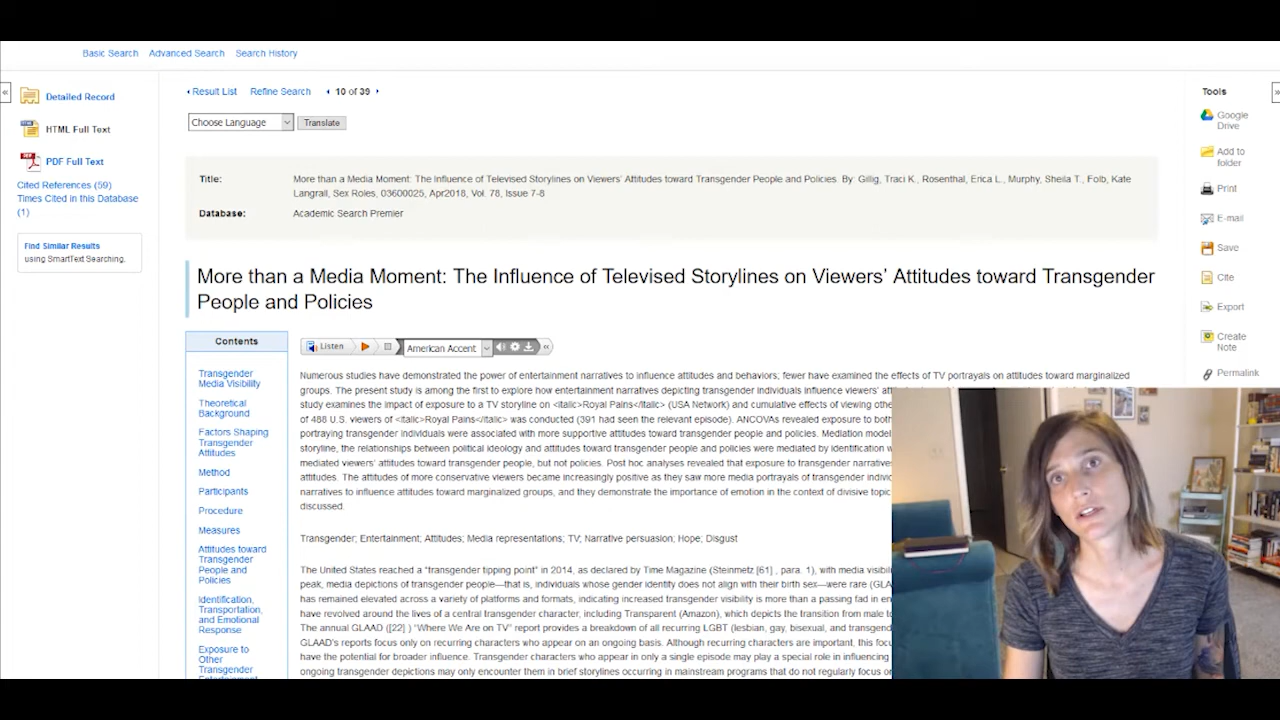 Basic Search Advanced Search Search History
Detailed Record
HTML Full Text
PDF Full Text
Cited References (59)
Times Cited in this Database
(1)
Find Similar Results
using SmartText Searching.
Result List Refine Search 10 of 39
Choose Language Translate
Title: More than a Media Moment: The Influence of Televised Storylines on Viewers' Attitudes toward Transgender People and Policies. By: Gillig, Traci K., Rosenthal, Erica L., Murphy, Sheila T., Folb, Kate
Langrall, Sex Roles, 03600025, Apr2018, Vol. 78, Issue 7-8
Database: Academic Search Premier
More than a Media Moment: The Influence of Televised Storylines on Viewers' Attitudes toward Transgender
People and Policies
Contents
Transgender
Media Visibility
Theoretical
Background
Factors Shaping
Transgender
Attitudes
Method
Participants
Procedure
Measures
Attitudes toward
Transgender
People and
Policies
Identification,
Transportation,
and Emotional
Response
Exposure to
Other
Transgender
Listen American Accent
Numerous studies have demonstrated the power of entertainment narratives to influence attitudes and behaviors; fewer have examined the effects of TV portrayals on attitudes toward marginalized
groups. The present study is among the first to explore how entertainment narratives depicting transgender individuals influence viewers'
study examines the impact of exposure to a TV storyline on <italic>Royal Pains</italic> (USA Network) and cumulative effects of viewing
of 488 U.S. viewers of <italic>Royal Pains</italic> was conducted (391 had seen the relevant episode). ANCOVAs revealed exposure to
portraying transgender individuals were associated with more supportive attitudes toward transgender people and policies. Mediation
storyline, the relationships between political ideology and attitudes toward transgender people and policies were mediated by identification
mediated viewers' attitudes toward transgender people, but not policies. Post hoc analyses revealed that exposure to transgender
attitudes. The attitudes of more conservative viewers became increasingly positive as they saw more media portrayals of transgender
narratives to influence attitudes toward marginalized groups, and they demonstrate the importance of emotion in the context of divisive
discussed.
Transgender; Entertainment; Attitudes; Media representations; TV; Narrative persuasion; Hope; Disgust
The United States reached a "transgender tipping point" in 2014, as declared by Time Magazine (Steinmetz [61] , para. 1), with media
peak, media depictions of transgender people—that is, individuals whose gender identity does not align with their birth sex—were rare
has remained elevated across a variety of platforms and formats, indicating increased transgender visibility is more than a passing fad in
have revolved around the lives of a central transgender character, including Transparent (Amazon), which depicts the transition from male
The annual GLAAD ([22] ) "Where We Are on TV" report provides a breakdown of all recurring LGBT (lesbian, gay, bisexual, and
GLAAD's reports focus only on recurring characters who appear on an ongoing basis. Although recurring characters are important, this
have the potential for broader influence. Transgender characters who appear in only a single episode may play a special role in influencing
ongoing transgender depictions may only encounter them in brief storylines occurring in mainstream programs that do not regularly focus
Tools
Google
Drive
Add to
folder
Print
E-mail
Save
Cite
Export
Create
Note
Permalink